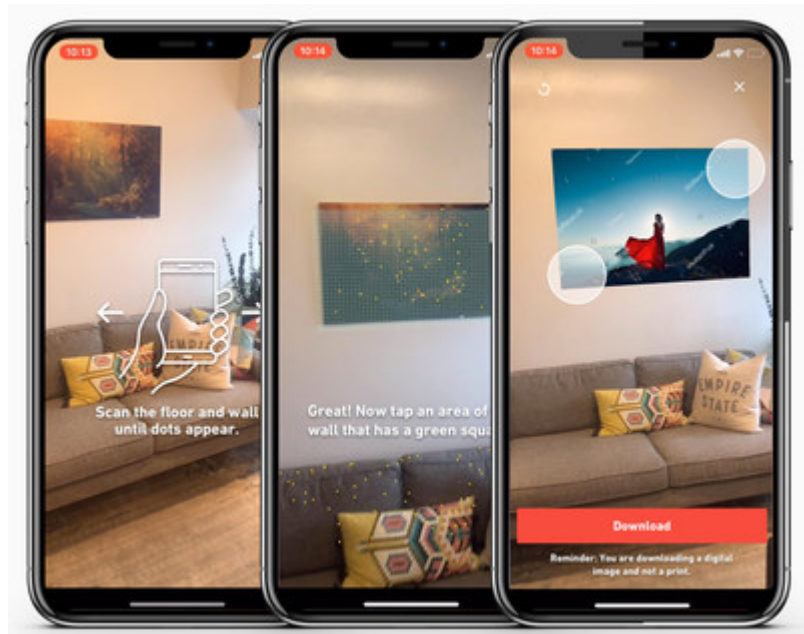 10:13
EMPI
Scan the floor and wall
until dots appear.
10:14
Great! Now tap an area of
wall that has a green squa
10:14
EMPIRE
STATE
Download
Reminder: You are downloading a digital
image and not a print.